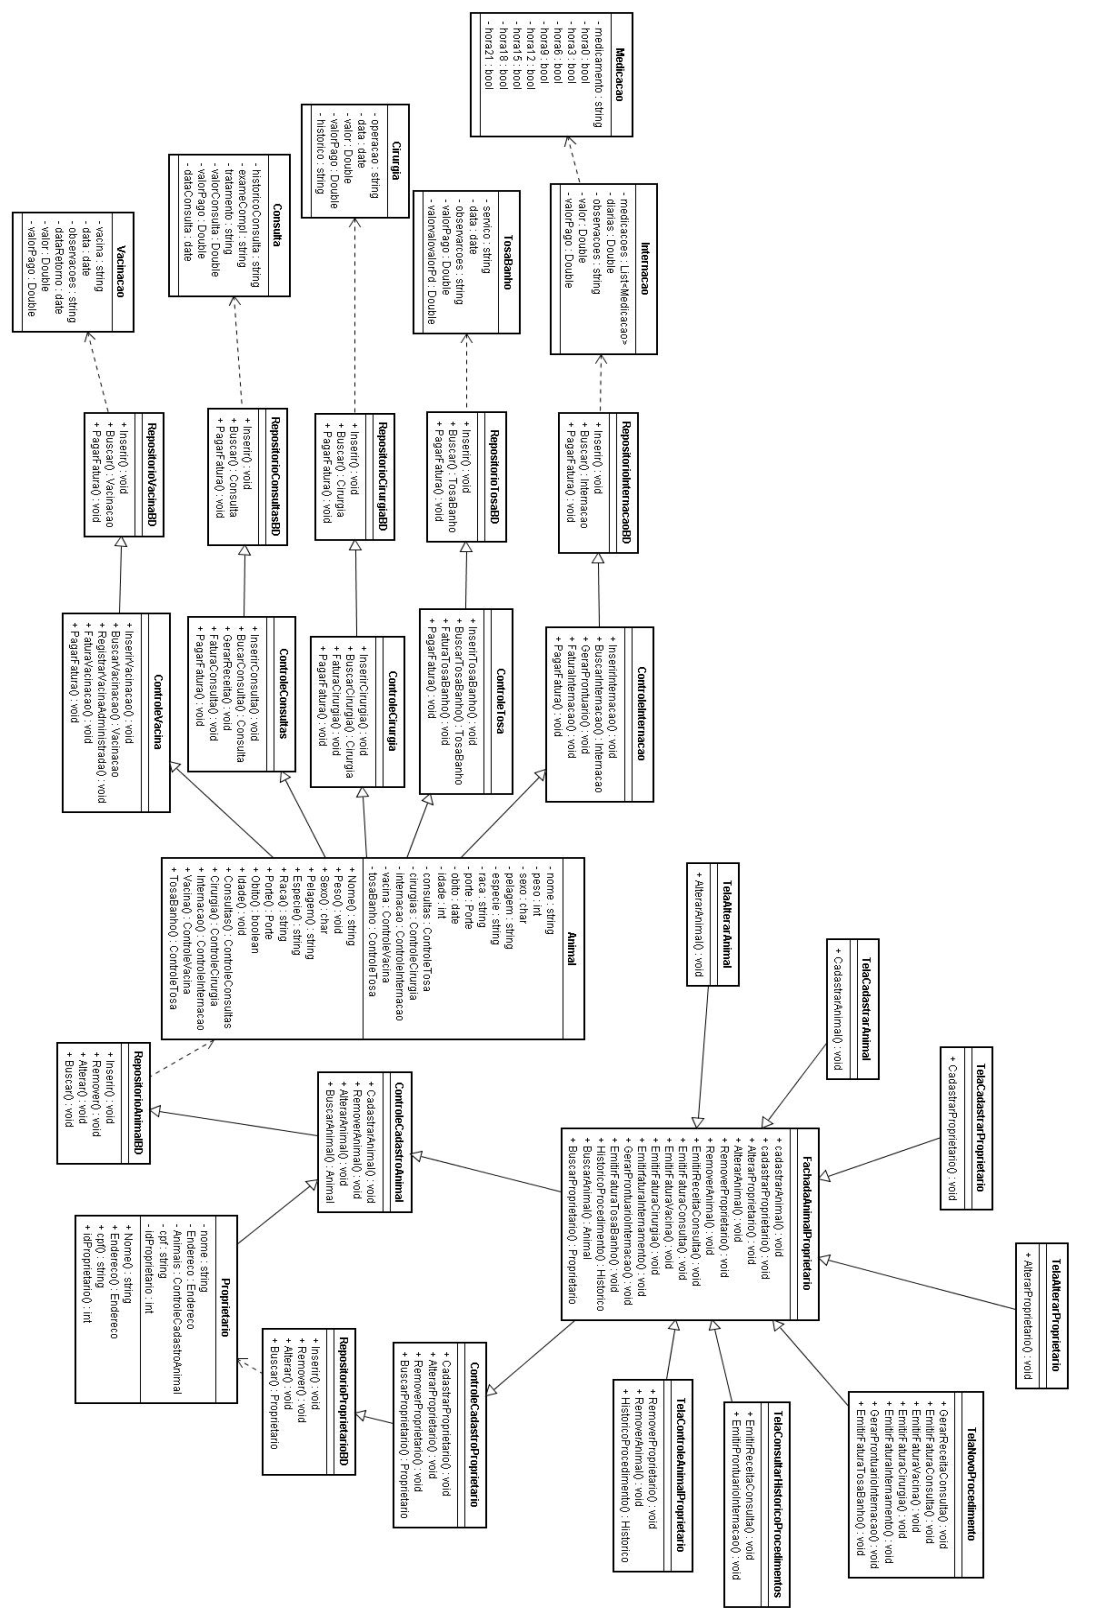 Medicacao
- medicamento : string
- hora0 : bool
- hora3 : bool
- hora6 : bool
- hora9 : bool
- hora12 : bool
- hora15 : bool
- hora18 : bool
- hora21 : bool
Internacao
- medicacoes : List<Medicacao>
- diarias : Double
- observacoes : string
- valor : Double
- valorPago : Double
Cirurgia
- operacao : string
- data : date
- valor : Double
- valorPago : Double
- historico : string
TosaBanho
- servico : string
- data : date
- observarcoes : string
- valorPago : Double
- valorvalovalorPd : Double
Consulta
- historicoConsulta : string
- exameCompl : string
- tratamento : string
- valorConsulta : Double
- valorPago : Double
- dataConsulta : date
Vacinacao
- vacina : string
- data : date
- observacoes : string
- dataRetorno : date
- valor : Double
- valorPago : Double
RepositorioInternacaoBD
+ Inserir() : void
+ Buscar() : Internacao
+ PagarFatura() : void
RepositorioTosaBD
+ Inserir() : void
+ Buscar() : TosaBanho
+ PagarFatura() : void
RepositorioCirurgiaBD
+ Inserir() : void
+ Buscar() : Cirurgia
+ PagarFatura() : void
RepositorioConsultasBD
+ Inserir() : void
+ Buscar() : Consulta
+ PagarFatura() : void
RepositorioVacinaBD
+ Inserir() : void
+ Buscar() : Vacinacao
+ PagarFatura() : void
ControleInternacao
+ InserirInternacao() : void
+ BuscarInternacao() : Internacao
+ GerarProntuario() : void
+ FaturaInternacao() : void
+ PagarFatura() : void
ControleTosa
+ InserirTosaBanho() : void
+ BuscarTosaBanho() : TosaBanho
+ FaturaTosaBanho() : void
+ PagarFatura() : void
ControleCirurgia
+ InserirCirurgia() : void
+ BuscarCirurgia() : Cirurgia
+ FaturaCirurgia() : void
+ PagarFatura() : void
ControleConsultas
+ InserirConsulta() : void
+ BucarConsulta() : Consulta
+ GerarReceita() : void
+ FaturaConsulta() : void
+ PagarFatura() : void
ControleVacina
+ InserirVacinacao() : void
+ BuscarVacinacao() : Vacinacao
+ RegistrarVacinaAdministrada() : void
+ FaturaVacinacao() : void
+ PagarFatura() : void
Animal
- nome : string
- peso : int
- sexo : char
- pelagem : string
- especie : string
- raca : string
- porte : Porte
- obito : date
- idade : int
- consultas : ControleTosa
- cirurgias : ControleCirurgia
- internacao : ControleInternacao
- vacina : ControleVacina
- tosaBanho : ControleTosa
+ Nome() : string
+ Peso() : void
+ Sexo() : char
+ Pelagem() : string
+ Especie() : string
+ Raca() : string
+ Porte() : Porte
+ Obito() : boolean
+ Idade() : void
+ Consultas() : ControleConsultas
+ Cirurgia() : ControleCirurgia
+ Internacao() : ControleInternacao
+ Vacina() : ControleVacina
+ TosaBanho() : ControleTosa
TelaAlterarAnimal
+ AlterarAnimal() : void
TelaCadastrarAnimal
+ CadastrarAnimal() : void
TelaCadastrarProprietario
+ CadastrarProprietario() : void
TelaAlterarProprietario
+ AlterarProprietario() : void
RepositorioAnimalBD
+ Inserir() : void
+ Remover() : void
+ Alterar() : void
+ Buscar() : void
ControleCadastroAnimal
+ CadastrarAnimal() : void
+ RemoverAnimal() : void
+ AlterarAnimal() : void
+ BuscarAnimal() : Animal
FachadaAnimalProprietario
+ cadastrarAnimal() : void
+ cadastrarProprietario() : void
+ AlterarProprietario() : void
+ AlterarAnimal() : void
+ RemoverProprietario() : void
+ RemoverAnimal() : void
+ EmitirReceitaConsulta() : void
+ EmitirFaturaConsulta() : void
+ EmitirFaturaVacina() : void
+ EmitirFaturaCirurgia() : void
+ EmitirfaturaInternamento() : void
+ GerarProntuarioInternacao() : void
+ EmitirFaturaTosaBanho() : void
+ HistoricoProcedimento() : Historico
+ BuscarAnimal() : Animal
+ BuscarProprietario() : Proprietario
Proprietario
- nome : string
- Endereco : Endereco
- Animais : ControleCadastroAnimal
- cpf : string
- idProprietario : int
+ Nome() : string
+ Endereco() : Endereco
+ cpf() : string
+ idProprietario() : int
RepositorioProprietarioBD
+ Inserir() : void
+ Remover() : void
+ Alterar() : void
+ Buscar() : Proprietario
ControleCadastroProprietario
+ CadastrarProprietario() : void
+ AlterarProprietario() : void
+ RemoverProprietario() : void
+ BuscarProprietario() : Proprietario
TelaControleAnimalProprietario
+ RemoverProprietario() : void
+ RemoverAnimal() : void
+ HistoricoProcedimento() : Historico
TelaConsultarHistoricoProcedimentos
+ EmitirReceitaConsulta() : void
+ EmitirProntuarioInternacao() : void
TelaNovoProcedimento
+ GerarReceitaConsulta() : void
+ EmitirFaturaConsulta() : void
+ EmitirFaturaVacina() : void
+ EmitirFaturaCirurgia() : void
+ EmitirFaturaInternamento() : void
+ GerarProntuarioInternacao() : void
+ EmitirFaturaTosaBanho() : void